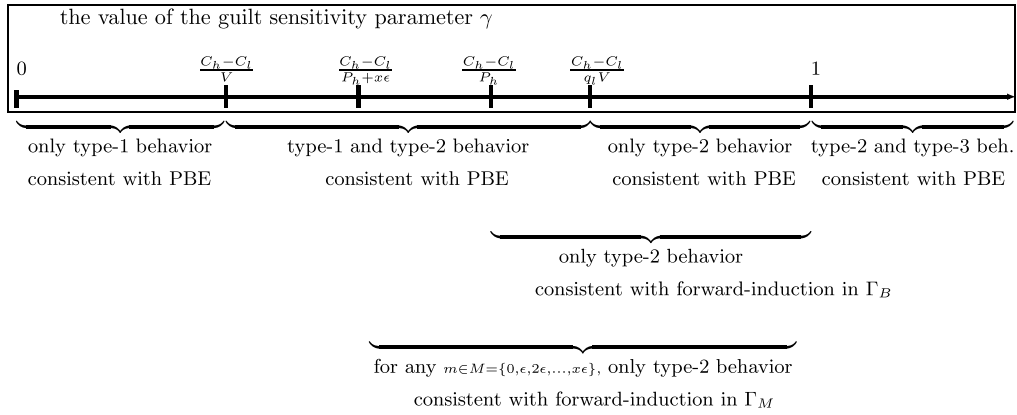 the value of the guilt sensitivity parameter γ
0 \frac{C_h-C_l}{V} \frac{C_h-C_l}{P_h+xϵ} \frac{C_h-C_l}{P_h} \frac{C_h-C_l}{q_l V} 1
only type-1 behavior type-1 and type-2 behavior only type-2 behavior type-2 and type-3 beh.
consistent with PBE consistent with PBE consistent with PBE consistent with PBE
only type-2 behavior
consistent with forward-induction in Γ_B
for any m∈M={0,ϵ,2ϵ,...,xϵ}, only type-2 behavior
consistent with forward-induction in Γ_M